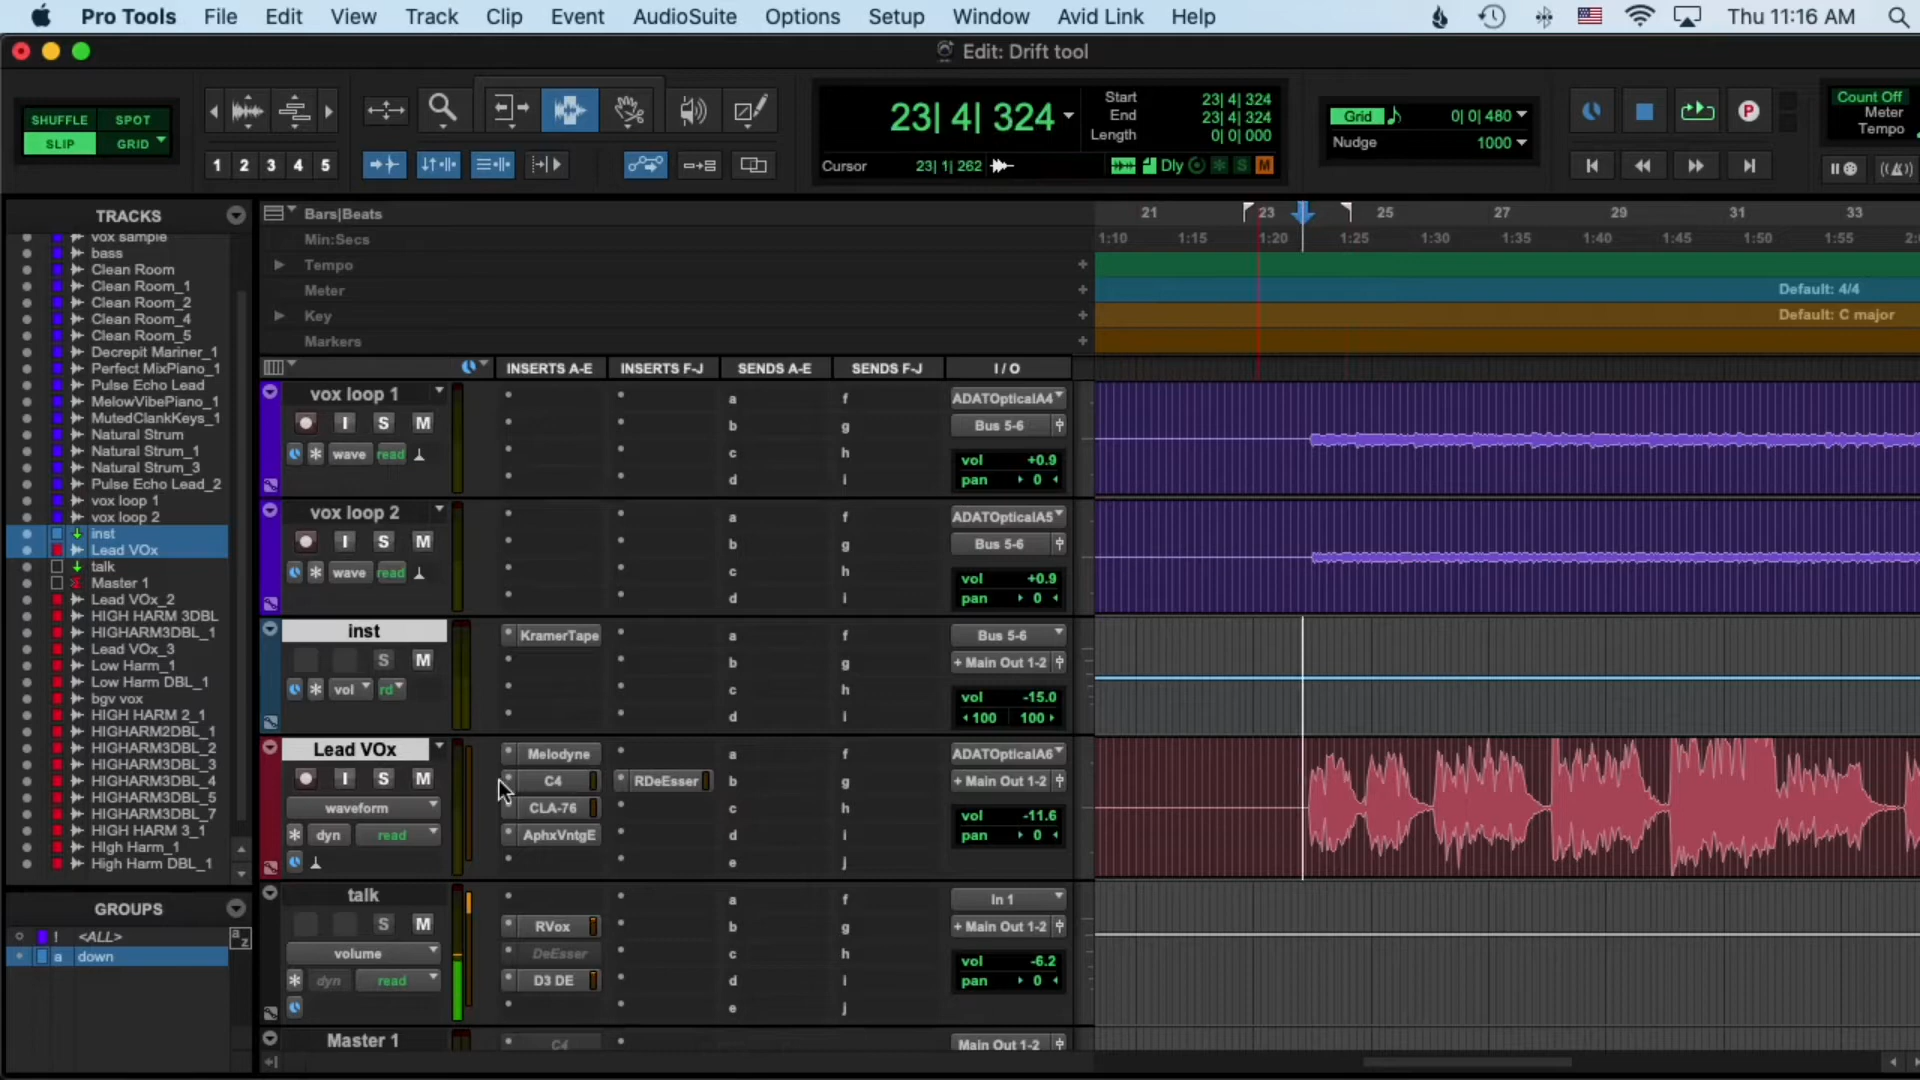 Pro Tools File Edit View Track Clip Event AudioSuite Options Setup Window Avid Link Help Thu 11:16 AM
Edit: Drift tool
SHUFFLE SPOT
SLIP GRID
1 2 3 4 5
23| 4| 324
Start 23| 4| 324
End 23| 4| 324
Length 0| 0| 000
Cursor 23| 1| 262 Dly S M
Grid 0| 0| 480
Nudge 1000
P
Count Off
Meter
Tempo
TRACKS
vox sample
bass
Clean Room
Clean Room_1
Clean Room_2
Clean Room_4
Clean Room_5
Decrepit Mariner_1
Perfect MixPiano_1
Pulse Echo Lead
MelowVibePiano_1
MutedClankKeys_1
Natural Strum
Natural Strum_1
Natural Strum_3
Pulse Echo Lead_2
vox loop 1
vox loop 2
inst
Lead VOx
talk
Master 1
Lead VOx_2
HIGH HARM 3DBL
HIGHARM3DBL_1
Lead VOx_3
Low Harm_1
Low Harm DBL_1
bgv vox
HIGH HARM 2_1
HIGHARM2DBL_1
HIGHARM3DBL_2
HIGHARM3DBL_3
HIGHARM3DBL_4
HIGHARM3DBL_5
HIGHARM3DBL_7
HIGH HARM 3_1
HIgh Harm_1
HIgh Harm DBL_1
GROUPS
! <ALL> a z
a down
Bars|Beats 21 23 25 27 29 31 33
Min:Secs 1:10 1:15 1:20 1:25 1:30 1:35 1:40 1:45 1:50 1:55
Tempo
Meter Default: 4/4
Key Default: C major
Markers
INSERTS A-E INSERTS F-J SENDS A-E SENDS F-J I / O
vox loop 1 a f ADATOpticalA4
I S M b g Bus 5-6
wave read c h vol +0.9
d i pan 0
vox loop 2 a f ADATOpticalA5
I S M b g Bus 5-6
wave read c h vol +0.9
d i pan 0
inst KramerTape a f Bus 5-6
S M b g + Main Out 1-2
vol rd c h vol -15.0
d i 100 100
Lead VOx Melodyne a f ADATOpticalA6
I S M C4 RDeEsser b g + Main Out 1-2
waveform CLA-76 c h vol -11.6
dyn read AphxVntgE d i pan 0
e j
talk a f In 1
S M RVox b g + Main Out 1-2
volume DeEsser c h vol -6.2
dyn read D3 DE d i pan 0
e j
Master 1 C4 Main Out 1-2